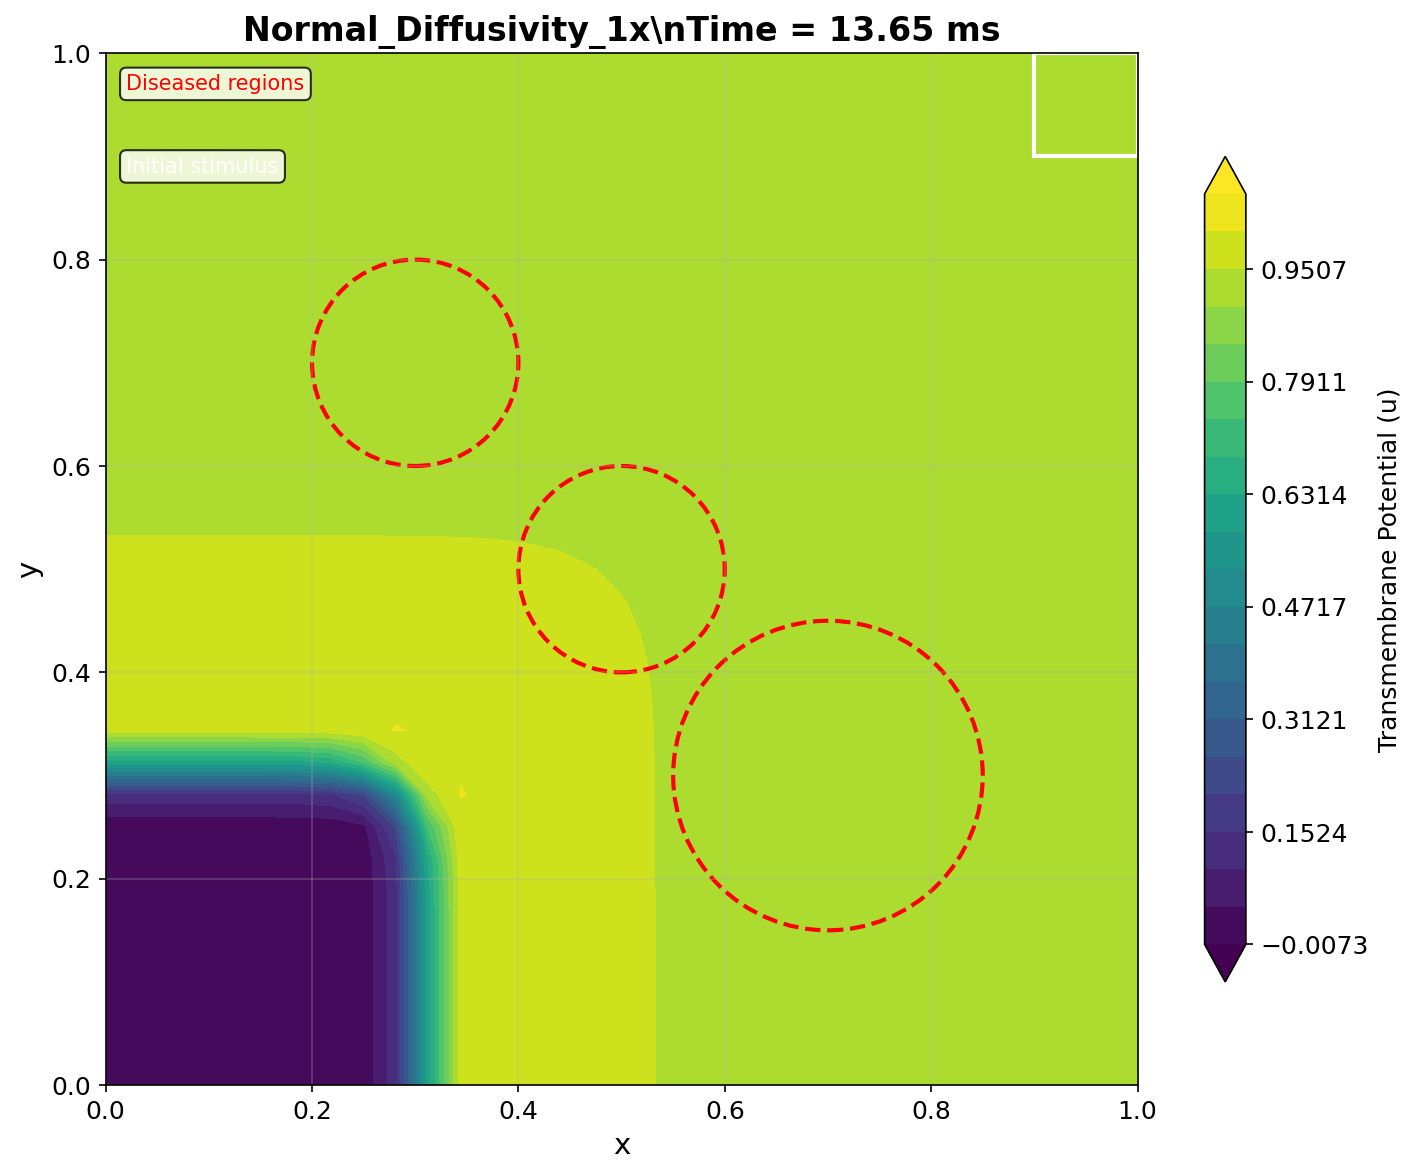 Normal_Diffusivity_1x\nTime = 13.65 ms
1.0
Diseased regions
Initial stimulus
0.8
0.6
y
0.4
0.2
0.0
0.0 0.2 0.4 0.6 0.8 1.0
x
0.9507
0.7911
0.6314
0.4717
0.3121
0.1524
−0.0073
Transmembrane Potential (u)